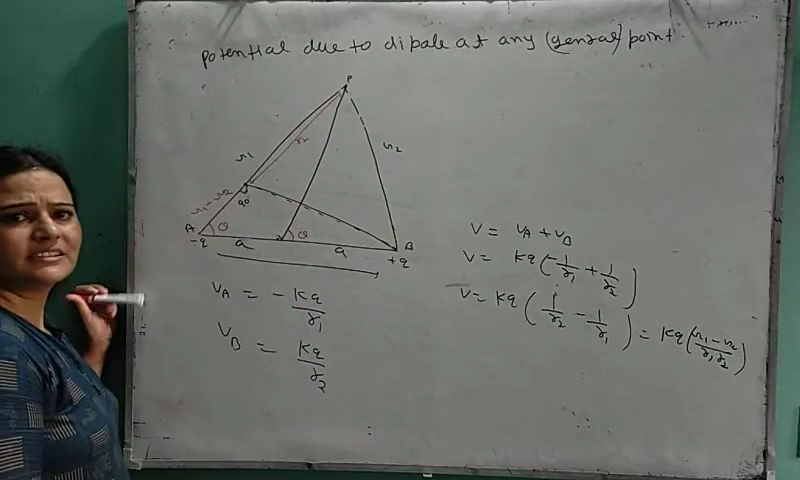 potential due to dipole at any (general) point
P
r1
r2
r2
r1-r2
90°
A
-q
θ
a
θ
a
B
+q
VA = - Kq/r1
VB = Kq/r2
V = VA + VB
V = Kq(-1/r1 + 1/r2)
V = Kq(1/r2 - 1/r1) = Kq(r1-r2/r1r2)